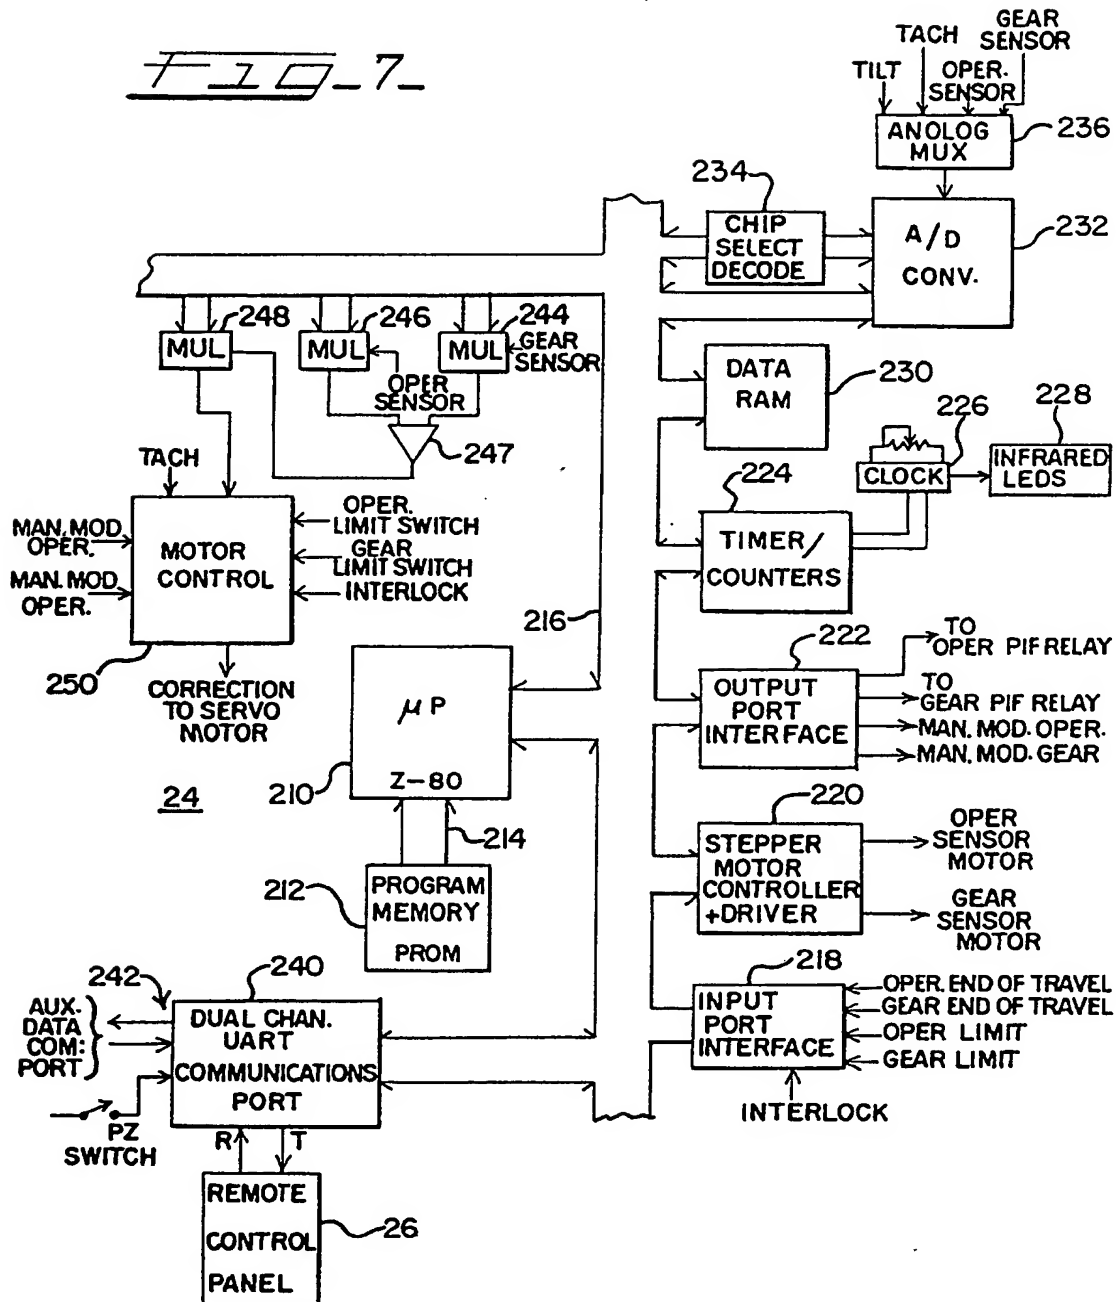 Fig_7_
TACH
GEAR
SENSOR
TILT
OPER.
SENSOR
ANOLOG
MUX
236
234
CHIP
SELECT
DECODE
A/D
CONV.
232
248
246
244
MUL
MUL
MUL
GEAR
SENSOR
OPER
SENSOR
247
DATA
RAM
230
226
228
CLOCK
INFRARED
LEDS
224
TIMER/
COUNTERS
TACH
MAN. MOD.
OPER.
MAN. MOD.
OPER.
MOTOR
CONTROL
OPER.
LIMIT SWITCH
GEAR
LIMIT SWITCH
INTERLOCK
250
CORRECTION
TO SERVO
MOTOR
216
222
OUTPUT
PORT
INTERFACE
TO
OPER PIF RELAY
TO
GEAR PIF RELAY
MAN. MOD. OPER.
MAN. MOD. GEAR
μP
Z-80
210
24
214
212
PROGRAM
MEMORY
PROM
220
STEPPER
MOTOR
CONTROLLER
+DRIVER
OPER
SENSOR
MOTOR
GEAR
SENSOR
MOTOR
218
INPUT
PORT
INTERFACE
OPER. END OF TRAVEL
GEAR END OF TRAVEL
OPER LIMIT
GEAR LIMIT
INTERLOCK
242
240
AUX.
DATA
COM:
PORT
DUAL CHAN.
UART
COMMUNICATIONS
PORT
PZ
SWITCH
R
T
REMOTE
CONTROL
PANEL
26